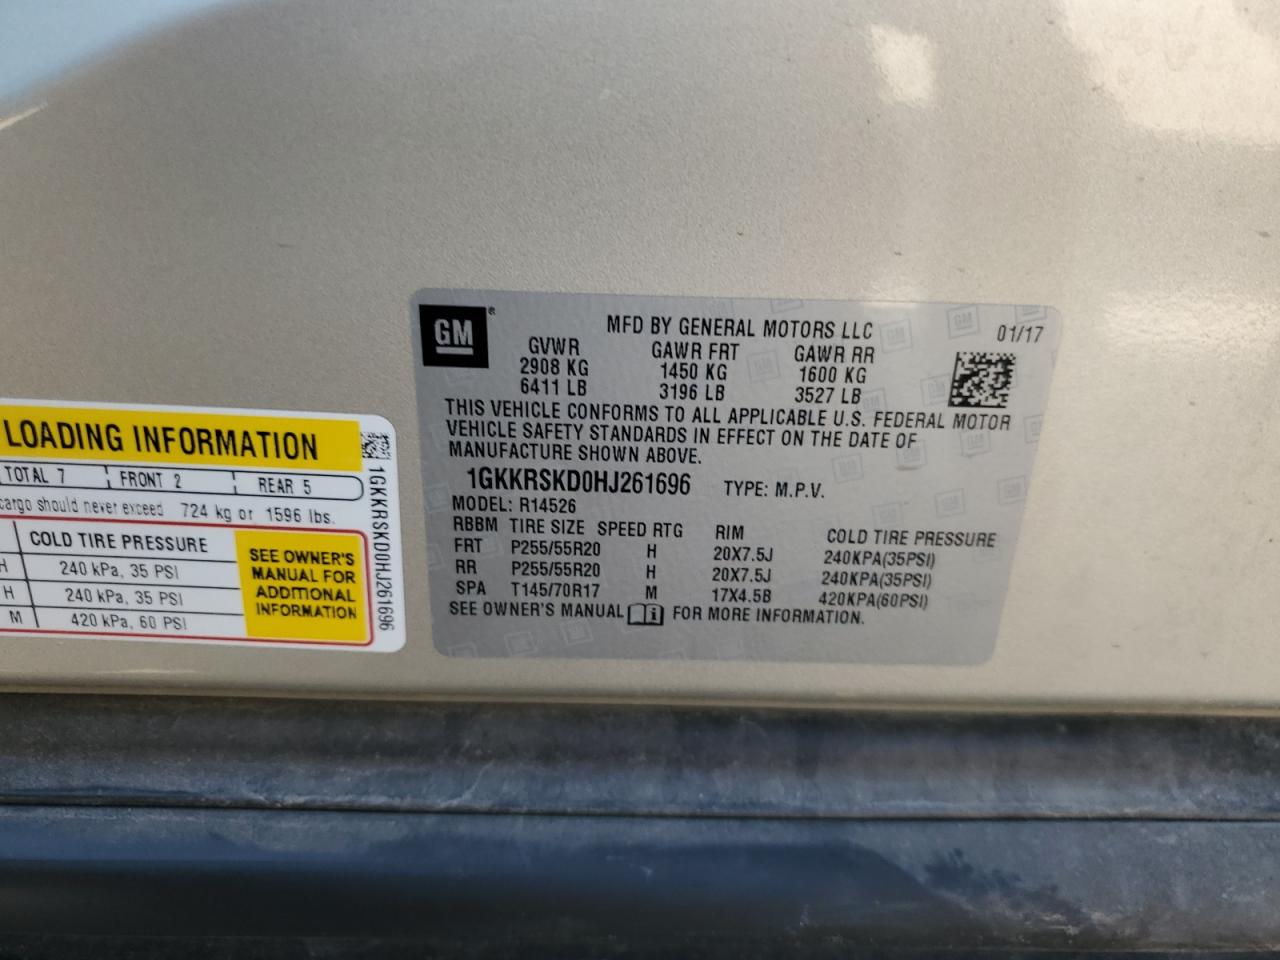 LOADING INFORMATION
TOTAL 7 FRONT 2 REAR 5
cargo should never exceed 724 kg or 1596 lbs.
COLD TIRE PRESSURE
H 240 kPa, 35 PSI
H 240 kPa, 35 PSI
M 420 kPa, 60 PSI
SEE OWNER'S
MANUAL FOR
ADDITIONAL
INFORMATION
1GKKRSKD0HJ261696
GM®
MFD BY GENERAL MOTORS LLC 01/17
GVWR GAWR FRT GAWR RR
2908 KG 1450 KG 1600 KG
6411 LB 3196 LB 3527 LB
THIS VEHICLE CONFORMS TO ALL APPLICABLE U.S. FEDERAL MOTOR
VEHICLE SAFETY STANDARDS IN EFFECT ON THE DATE OF
MANUFACTURE SHOWN ABOVE.
1GKKRSKD0HJ261696 TYPE: M.P.V.
MODEL: R14526
RBBM TIRE SIZE SPEED RTG RIM COLD TIRE PRESSURE
FRT P255/55R20 H 20X7.5J 240KPA(35PSI)
RR P255/55R20 H 20X7.5J 240KPA(35PSI)
SPA T145/70R17 M 17X4.5B 420KPA(60PSI)
SEE OWNER'S MANUAL FOR MORE INFORMATION.